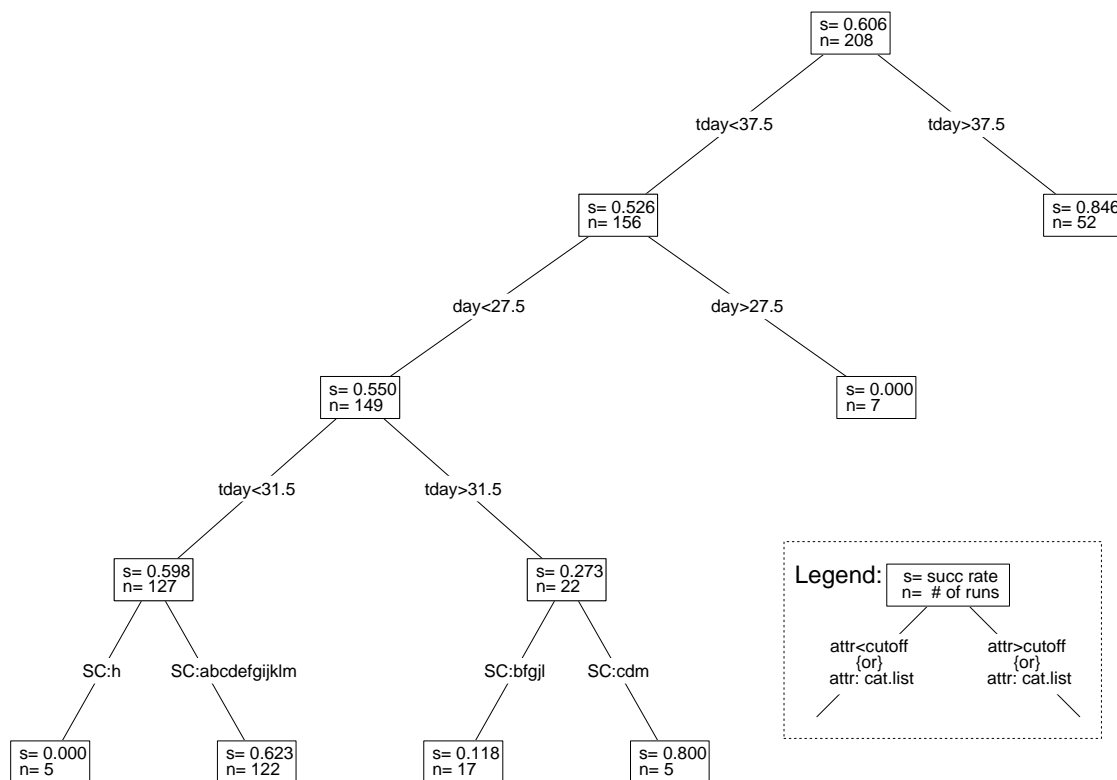 s= 0.606
n= 208
tday<37.5
tday>37.5
s= 0.526
n= 156
s= 0.846
n= 52
day<27.5
day>27.5
s= 0.550
n= 149
s= 0.000
n= 7
tday<31.5
tday>31.5
s= 0.598
n= 127
s= 0.273
n= 22
SC:h
SC:abcdefgijklm
SC:bfgjl
SC:cdm
s= 0.000
n= 5
s= 0.623
n= 122
s= 0.118
n= 17
s= 0.800
n= 5
Legend:
s= succ rate
n= # of runs
attr<cutoff
{or}
attr: cat.list
attr>cutoff
{or}
attr: cat.list